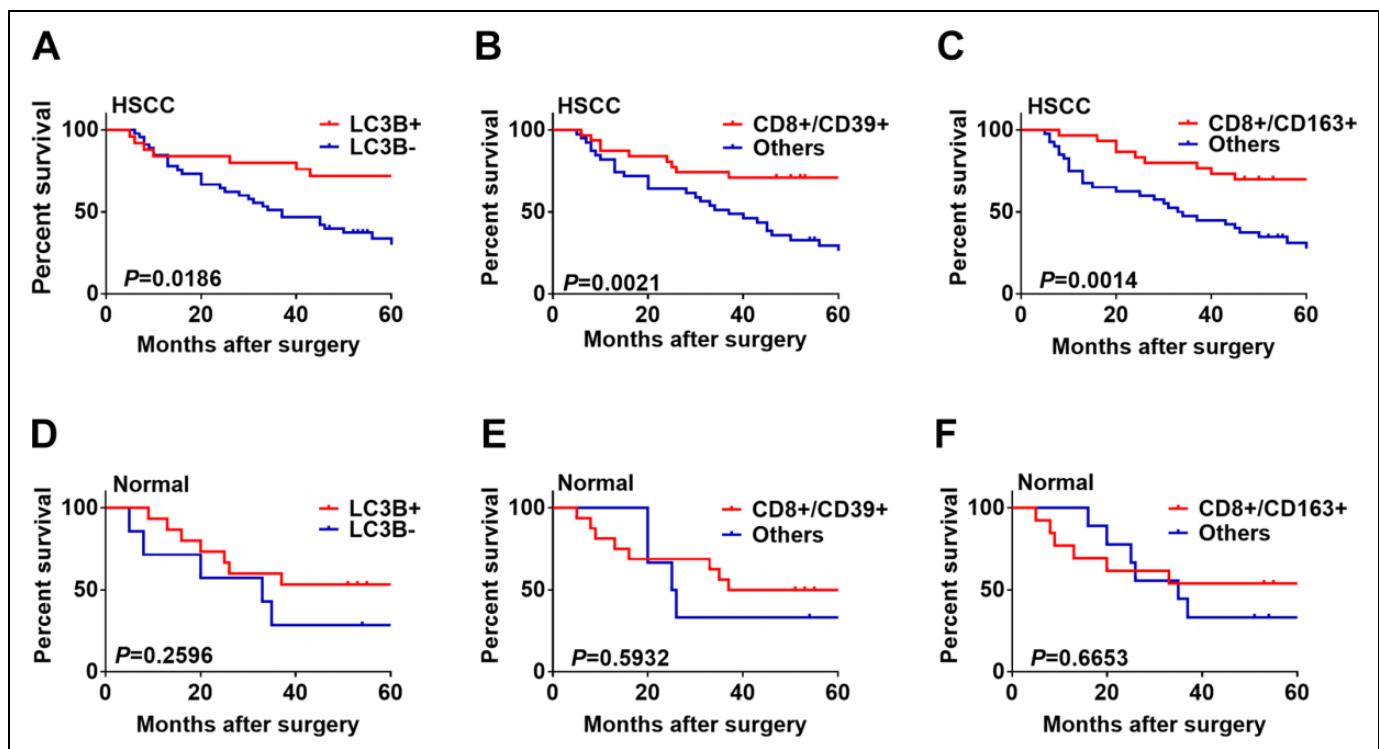 A
HSCC
LC3B+
LC3B-
Percent survival
100
50
0
P=0.0186
0 20 40 60
Months after surgery
B
HSCC
CD8+/CD39+
Others
Percent survival
100
50
0
P=0.0021
0 20 40 60
Months after surgery
C
HSCC
CD8+/CD163+
Others
Percent survival
100
50
0
P=0.0014
0 20 40 60
Months after surgery
D
Normal
LC3B+
LC3B-
Percent survival
100
50
0
P=0.2596
0 20 40 60
Months after surgery
E
Normal
CD8+/CD39+
Others
Percent survival
100
50
0
P=0.5932
0 20 40 60
Months after surgery
F
Normal
CD8+/CD163+
Others
Percent survival
100
50
0
P=0.6653
0 20 40 60
Months after surgery